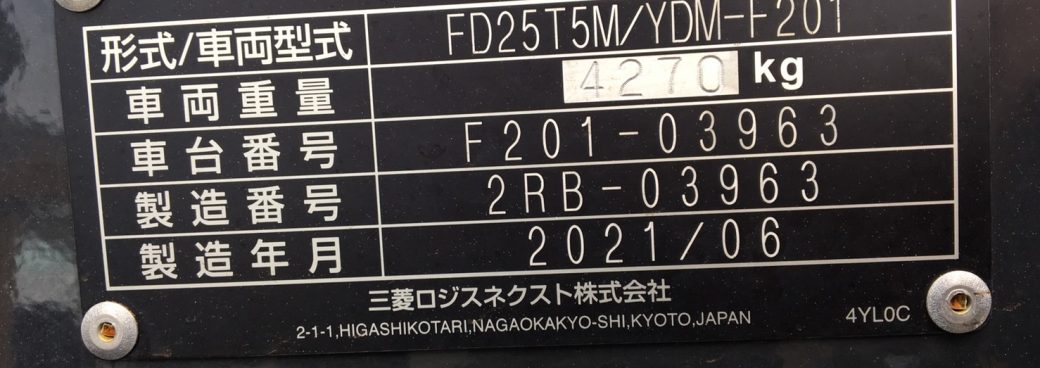 形式/車両型式 FD25T5M/YDM-F201
車両重量 4270 kg
車台番号 F201-03963
製造番号 2RB-03963
製造年月 2021/06
三菱ロジスネクスト株式会社
2-1-1,HIGASHIKOTARI,NAGAOKAKYO-SHI,KYOTO,JAPAN 4YL0C